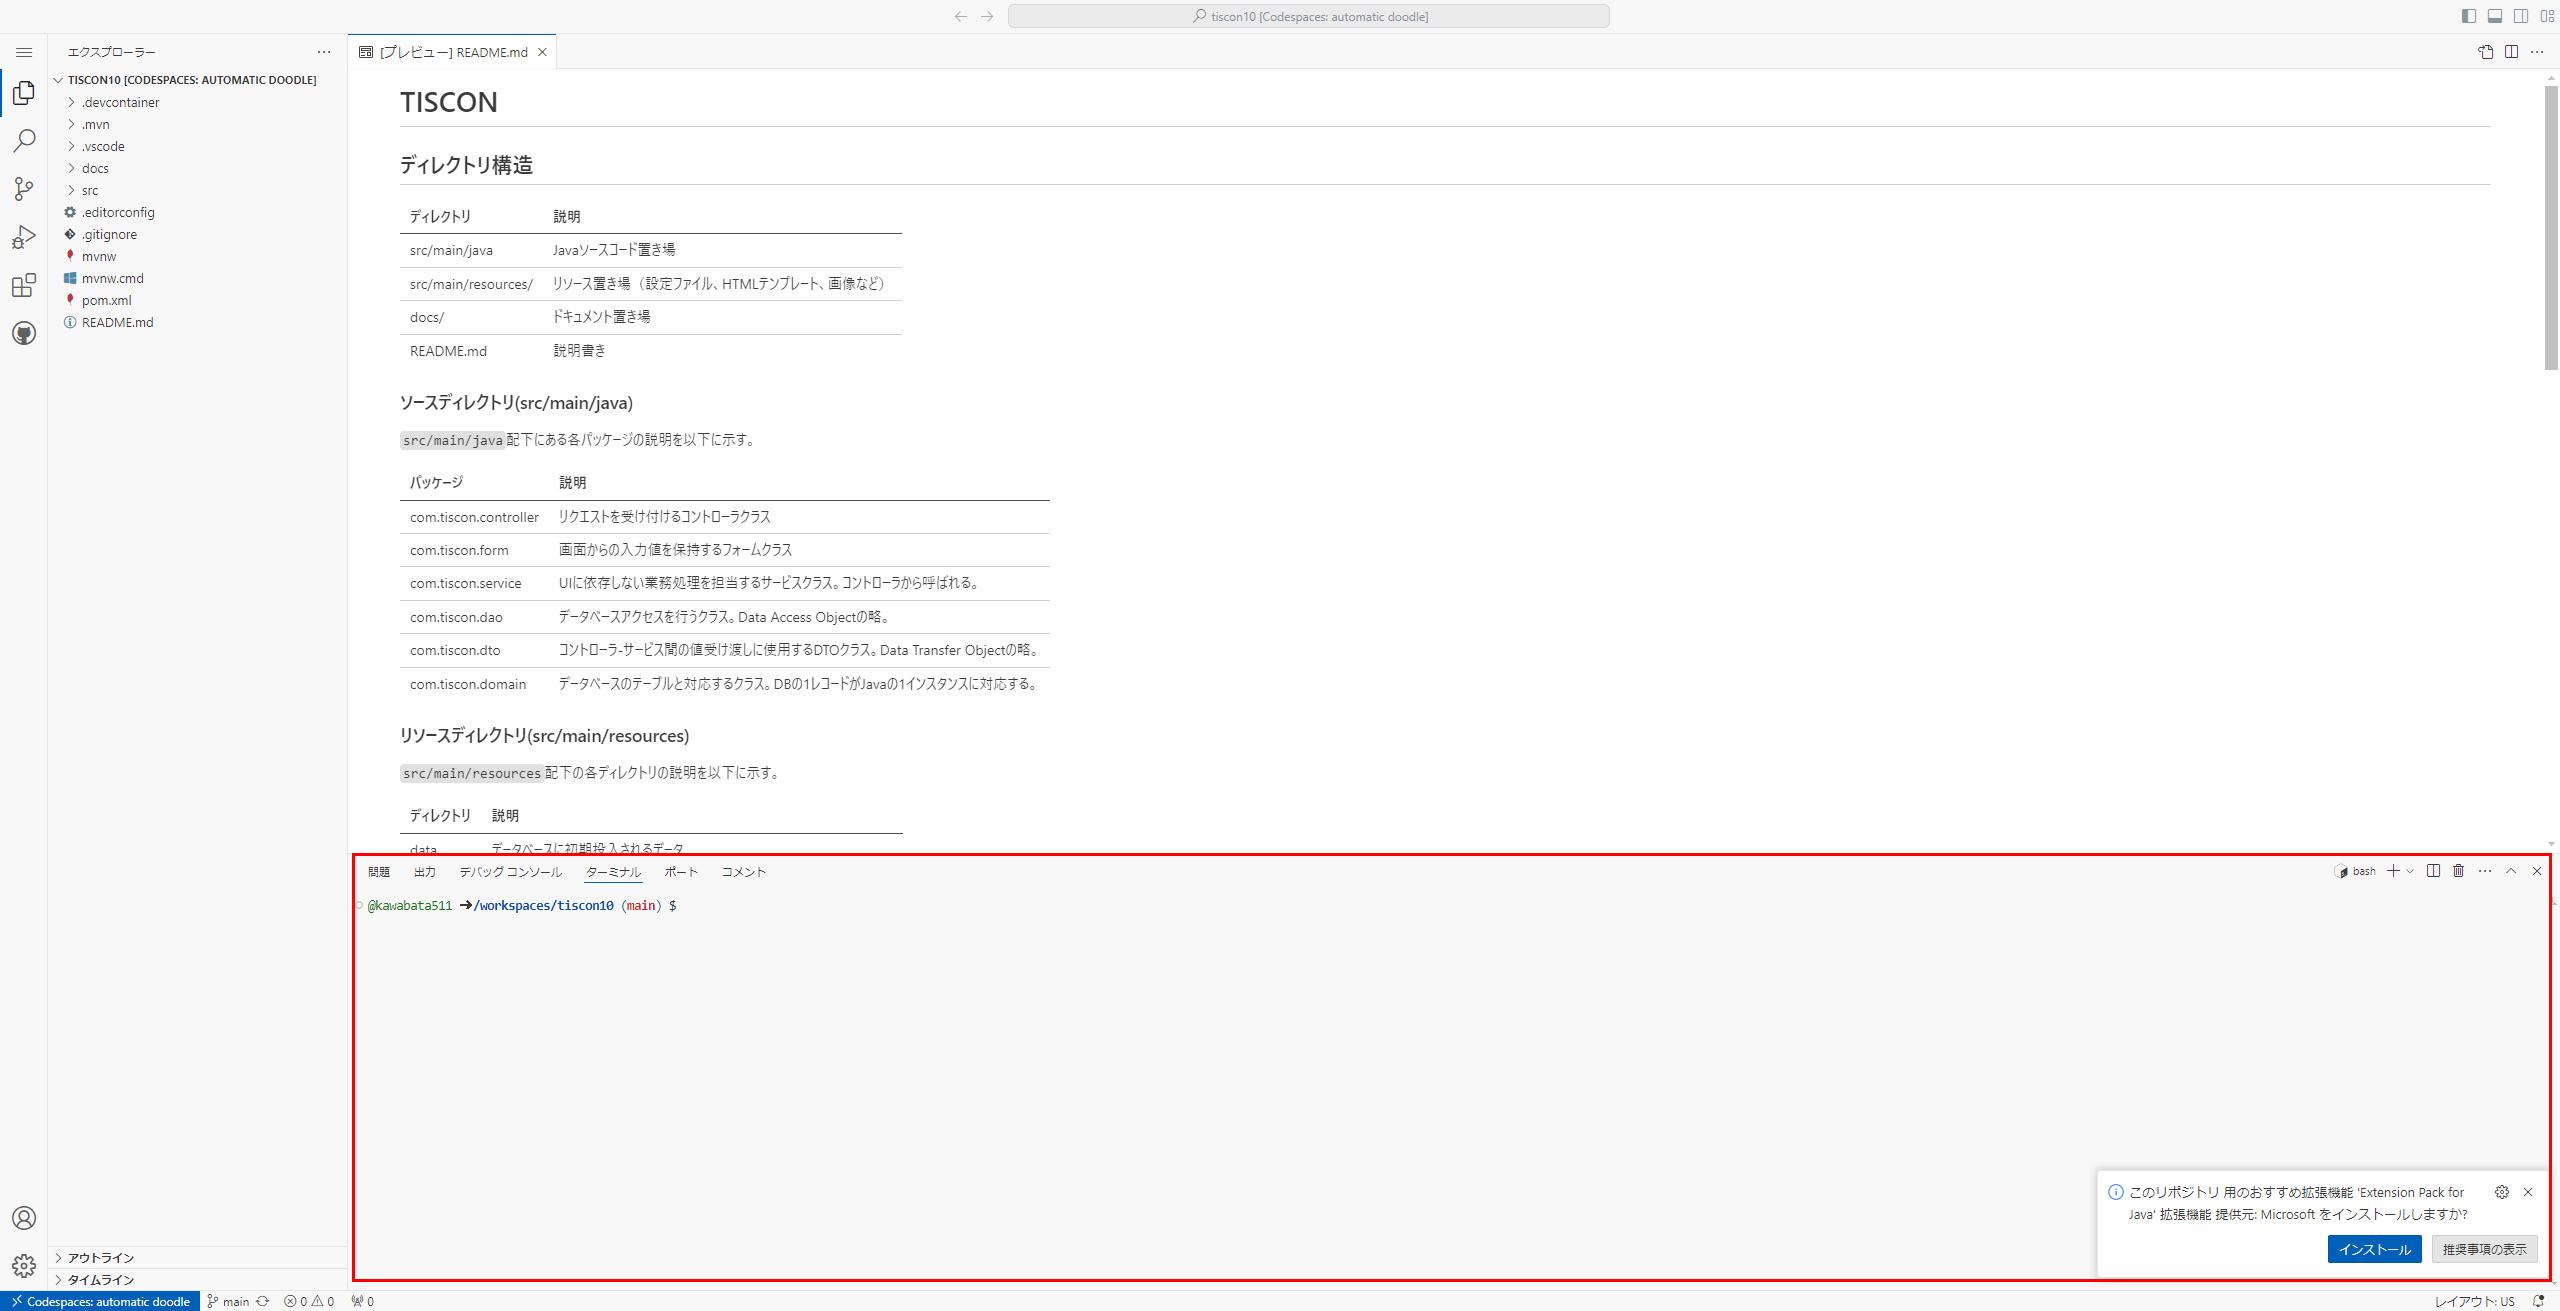 tiscon10 [Codespaces: automatic doodle]
エクスプローラー
[プレビュー] README.md
TISCON10 [CODESPACES: AUTOMATIC DOODLE]
.devcontainer
.mvn
.vscode
docs
src
.editorconfig
.gitignore
mvnw
mvnw.cmd
pom.xml
README.md
アウトライン
タイムライン
TISCON
ディレクトリ構造
ディレクトリ 説明
src/main/java Javaソースコード置き場
src/main/resources/ リソース置き場（設定ファイル、HTMLテンプレート、画像など）
docs/ ドキュメント置き場
README.md 説明書き
ソースディレクトリ(src/main/java)
src/main/java配下にある各パッケージの説明を以下に示す。
パッケージ 説明
com.tiscon.controller リクエストを受け付けるコントローラクラス
com.tiscon.form 画面からの入力値を保持するフォームクラス
com.tiscon.service UIに依存しない業務処理を担当するサービスクラス。コントローラから呼ばれる。
com.tiscon.dao データベースアクセスを行うクラス。Data Access Objectの略。
com.tiscon.dto コントローラ-サービス間の値受け渡しに使用するDTOクラス。Data Transfer Objectの略。
com.tiscon.domain データベースのテーブルと対応するクラス。DBの1レコードがJavaの1インスタンスに対応する。
リソースディレクトリ(src/main/resources)
src/main/resources配下の各ディレクトリの説明を以下に示す。
ディレクトリ 説明
data データベースに初期投入されるデータ
問題 出力 デバッグ コンソール ターミナル ポート コメント
bash
@kawabata511 ➜/workspaces/tiscon10 (main) $
このリポジトリ 用のおすすめ拡張機能 'Extension Pack for
Java' 拡張機能 提供元: Microsoft をインストールしますか?
インストール 推奨事項の表示
Codespaces: automatic doodle main 0 0 0 レイアウト: US